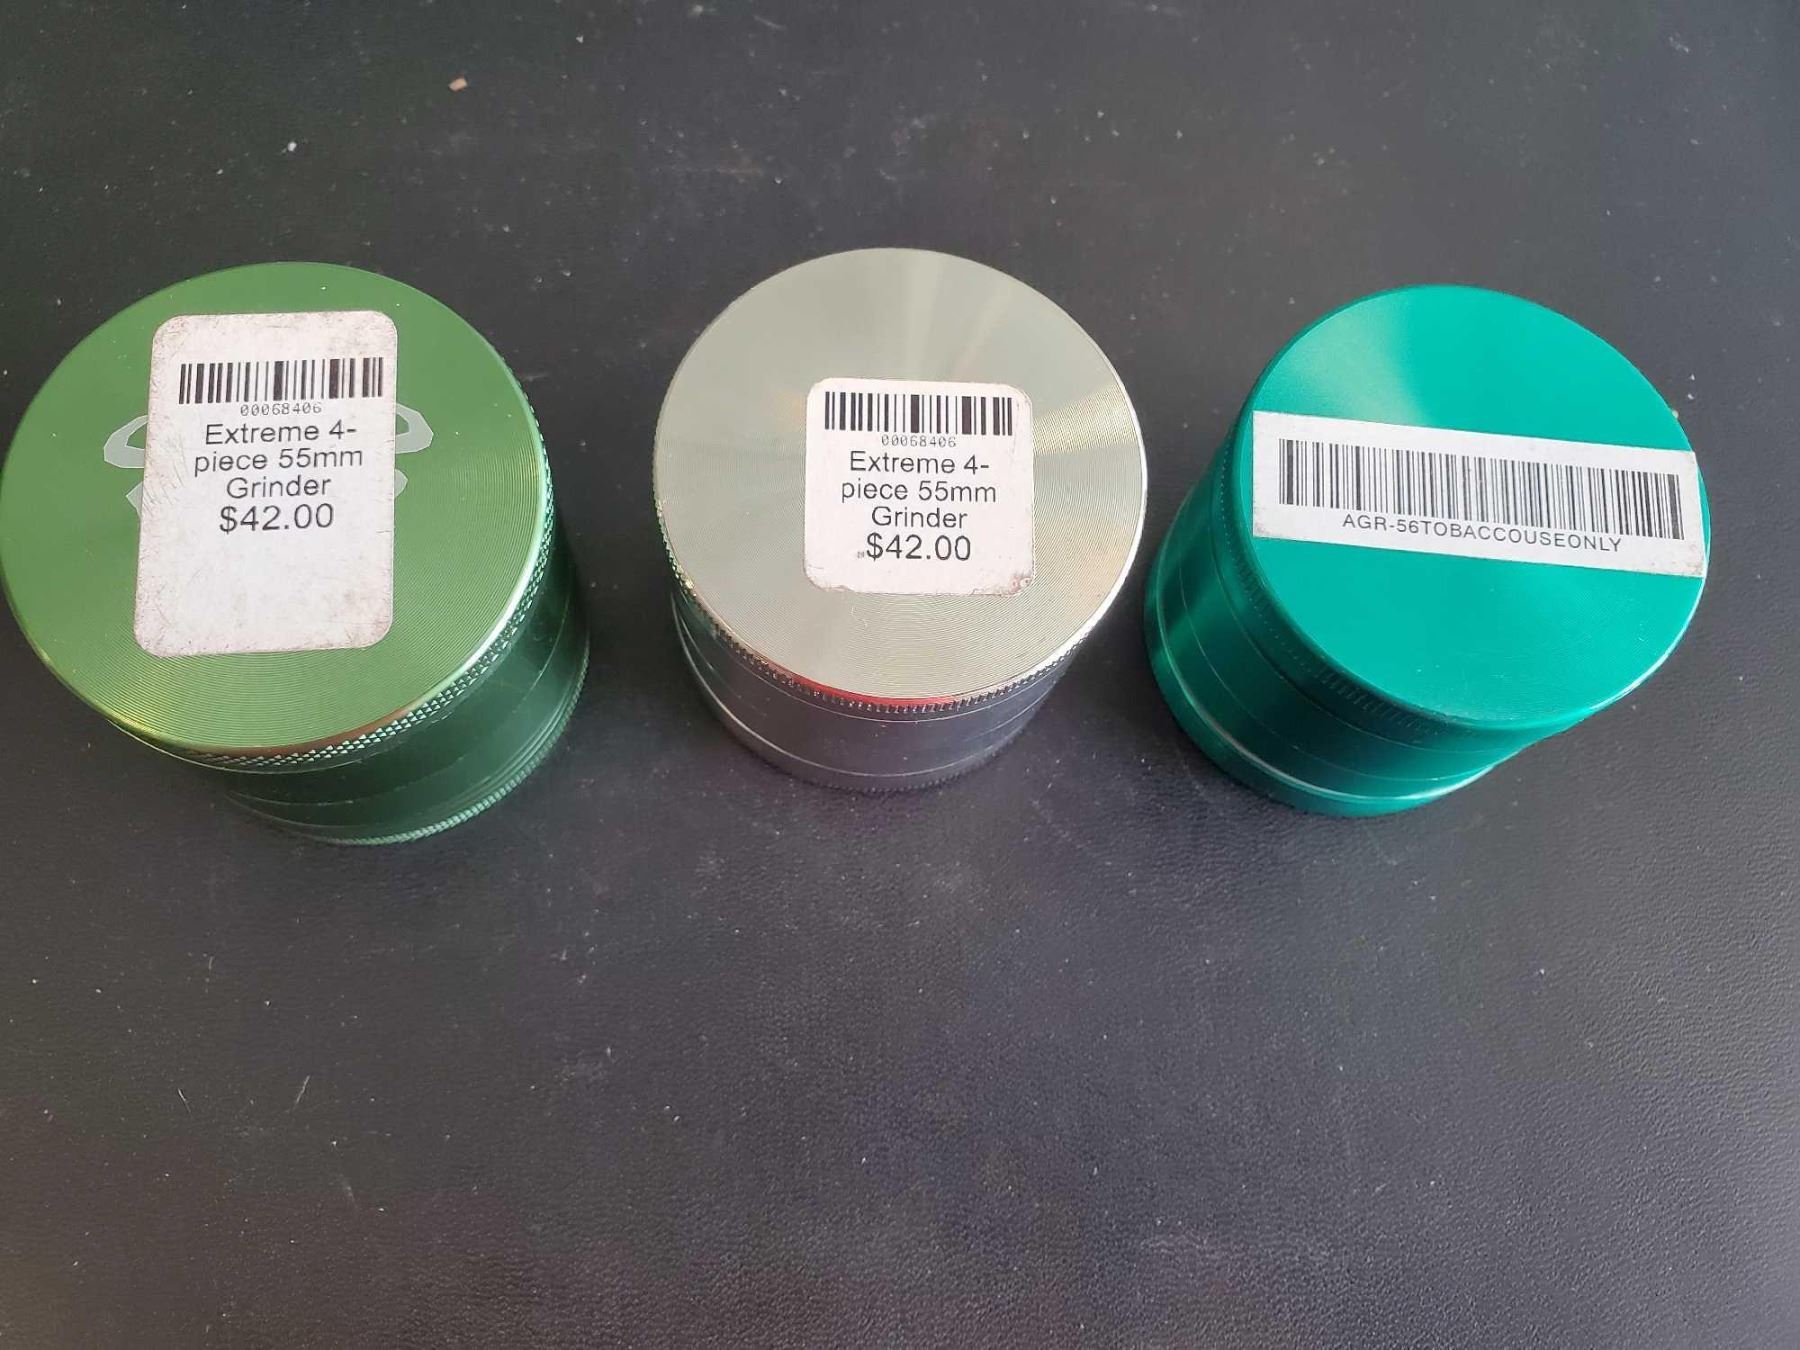 00068406
Extreme 4-
piece 55mm
Grinder
$42.00
00068406
Extreme 4-
piece 55mm
Grinder
$42.00
AGR-56TOBACCOUSEONLY